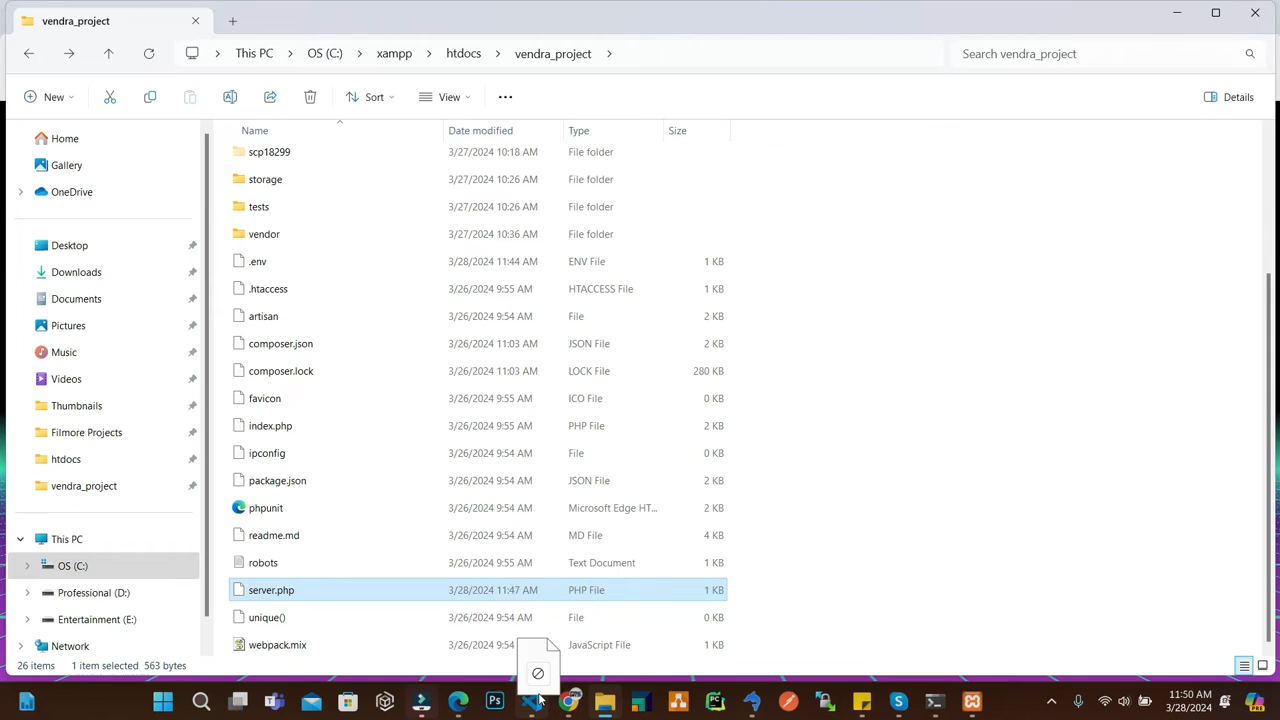 vendra_project
This PC > OS (C:) > xampp > htdocs > vendra_project >
Search vendra_project
New
Sort
View
Details
Name
Date modified
Type
Size
Home
Gallery
OneDrive
Desktop
Downloads
Documents
Pictures
Music
Videos
Thumbnails
Filmore Projects
htdocs
vendra_project
This PC
OS (C:)
Professional (D:)
Entertainment (E:)
Network
scp18299 3/27/2024 10:18 AM File folder
storage 3/27/2024 10:26 AM File folder
tests 3/27/2024 10:26 AM File folder
vendor 3/27/2024 10:36 AM File folder
.env 3/28/2024 11:44 AM ENV File 1 KB
.htaccess 3/26/2024 9:55 AM HTACCESS File 1 KB
artisan 3/26/2024 9:54 AM File 2 KB
composer.json 3/26/2024 11:03 AM JSON File 2 KB
composer.lock 3/26/2024 11:03 AM LOCK File 280 KB
favicon 3/26/2024 9:55 AM ICO File 0 KB
index.php 3/26/2024 9:55 AM PHP File 2 KB
ipconfig 3/26/2024 9:54 AM File 0 KB
package.json 3/26/2024 9:54 AM JSON File 2 KB
phpunit 3/26/2024 9:54 AM Microsoft Edge HT... 2 KB
readme.md 3/26/2024 9:54 AM MD File 4 KB
robots 3/26/2024 9:55 AM Text Document 1 KB
server.php 3/28/2024 11:47 AM PHP File 1 KB
unique() 3/26/2024 9:54 AM File 0 KB
webpack.mix 3/26/2024 9:54 JavaScript File 1 KB
26 items 1 item selected 563 bytes
Ps
PC
11:50 AM
3/28/2024